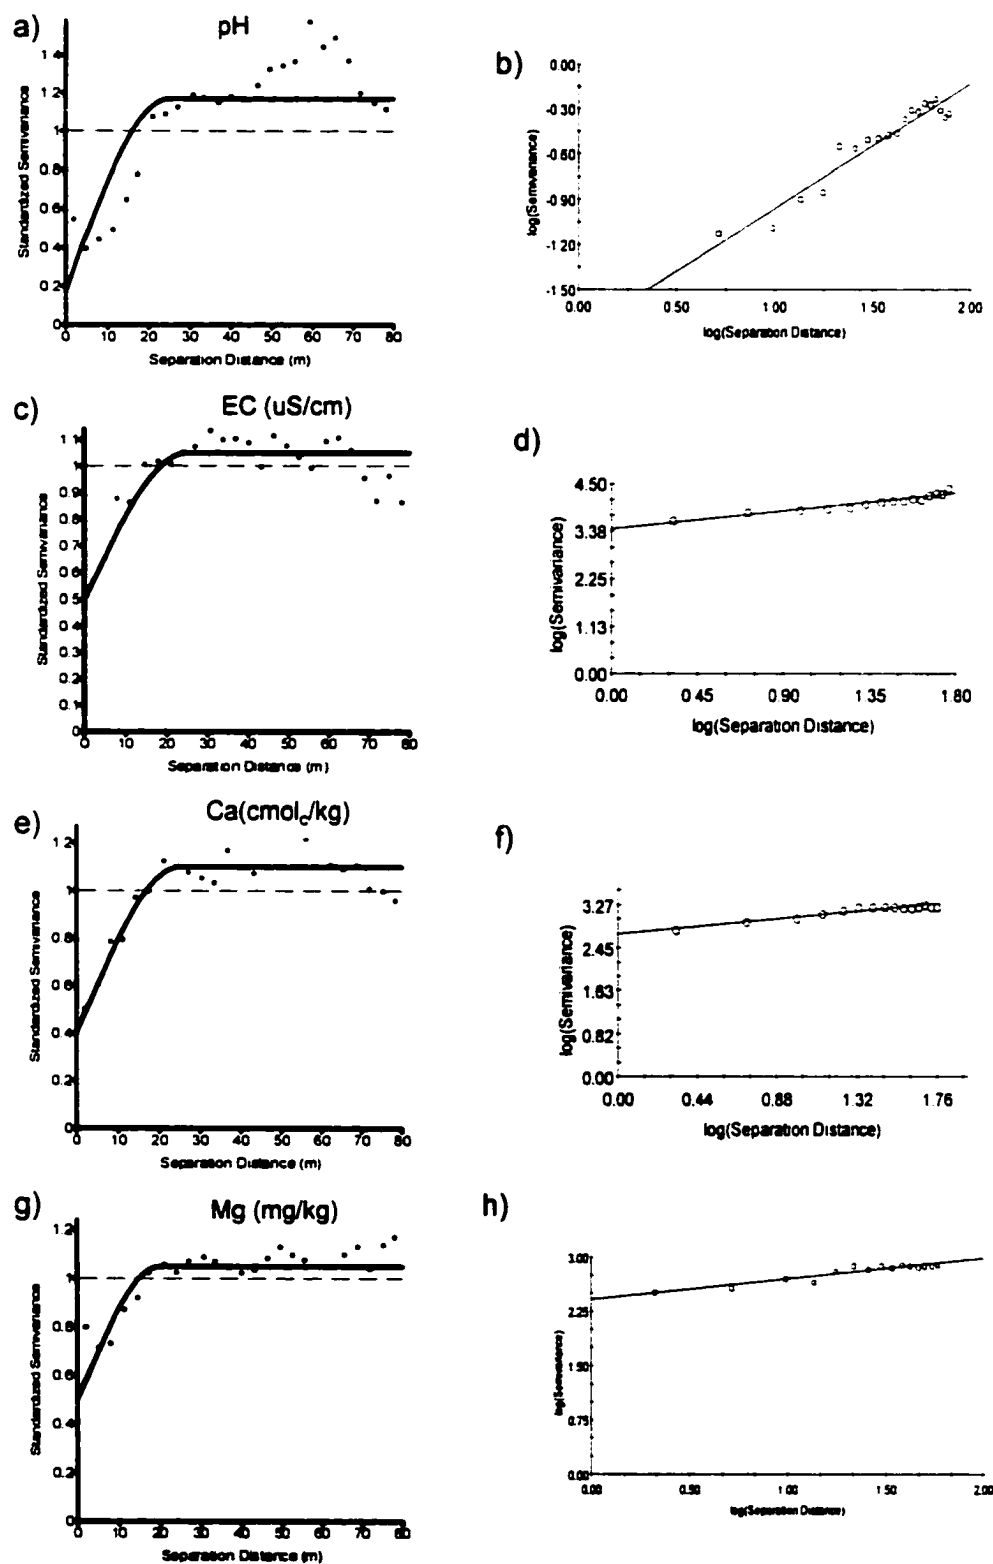 a) pH
Standardized Semivariance
1.4
1.2
1
0.8
0.6
0.4
0.2
0
0 10 20 30 40 50 60 70 80
Separation Distance (m)
b)
log(Semivariance)
0.00
-0.30
-0.60
-0.90
-1.20
-1.50
0.00 0.50 1.00 1.50 2.00
log(Separation Distance)
c) EC (uS/cm)
Standardized Semivariance
1.1
1
0.9
0.8
0.7
0.6
0.5
0.4
0.3
0.2
0.1
0
0 10 20 30 40 50 60 70 80
Separation Distance (m)
d)
log(Semivariance)
4.50
3.38
2.25
1.13
0.00
0.00 0.45 0.90 1.35 1.80
log(Separation Distance)
e) Ca(cmolc/kg)
Standardized Semivariance
1.2
1
0.8
0.6
0.4
0.2
0
0 10 20 30 40 50 60 70 80
Separation Distance (m)
f)
log(Semivariance)
3.27
2.45
1.63
0.82
0.00
0.00 0.44 0.88 1.32 1.76
log(Separation Distance)
g) Mg (mg/kg)
Standardized Semivariance
1.2
1
0.8
0.6
0.4
0.2
0
0 10 20 30 40 50 60 70 80
Separation Distance (m)
h)
log(Semivariance)
3.00
2.25
1.50
0.75
0.00
0.00 0.50 1.00 1.50 2.00
log(Separation Distance)